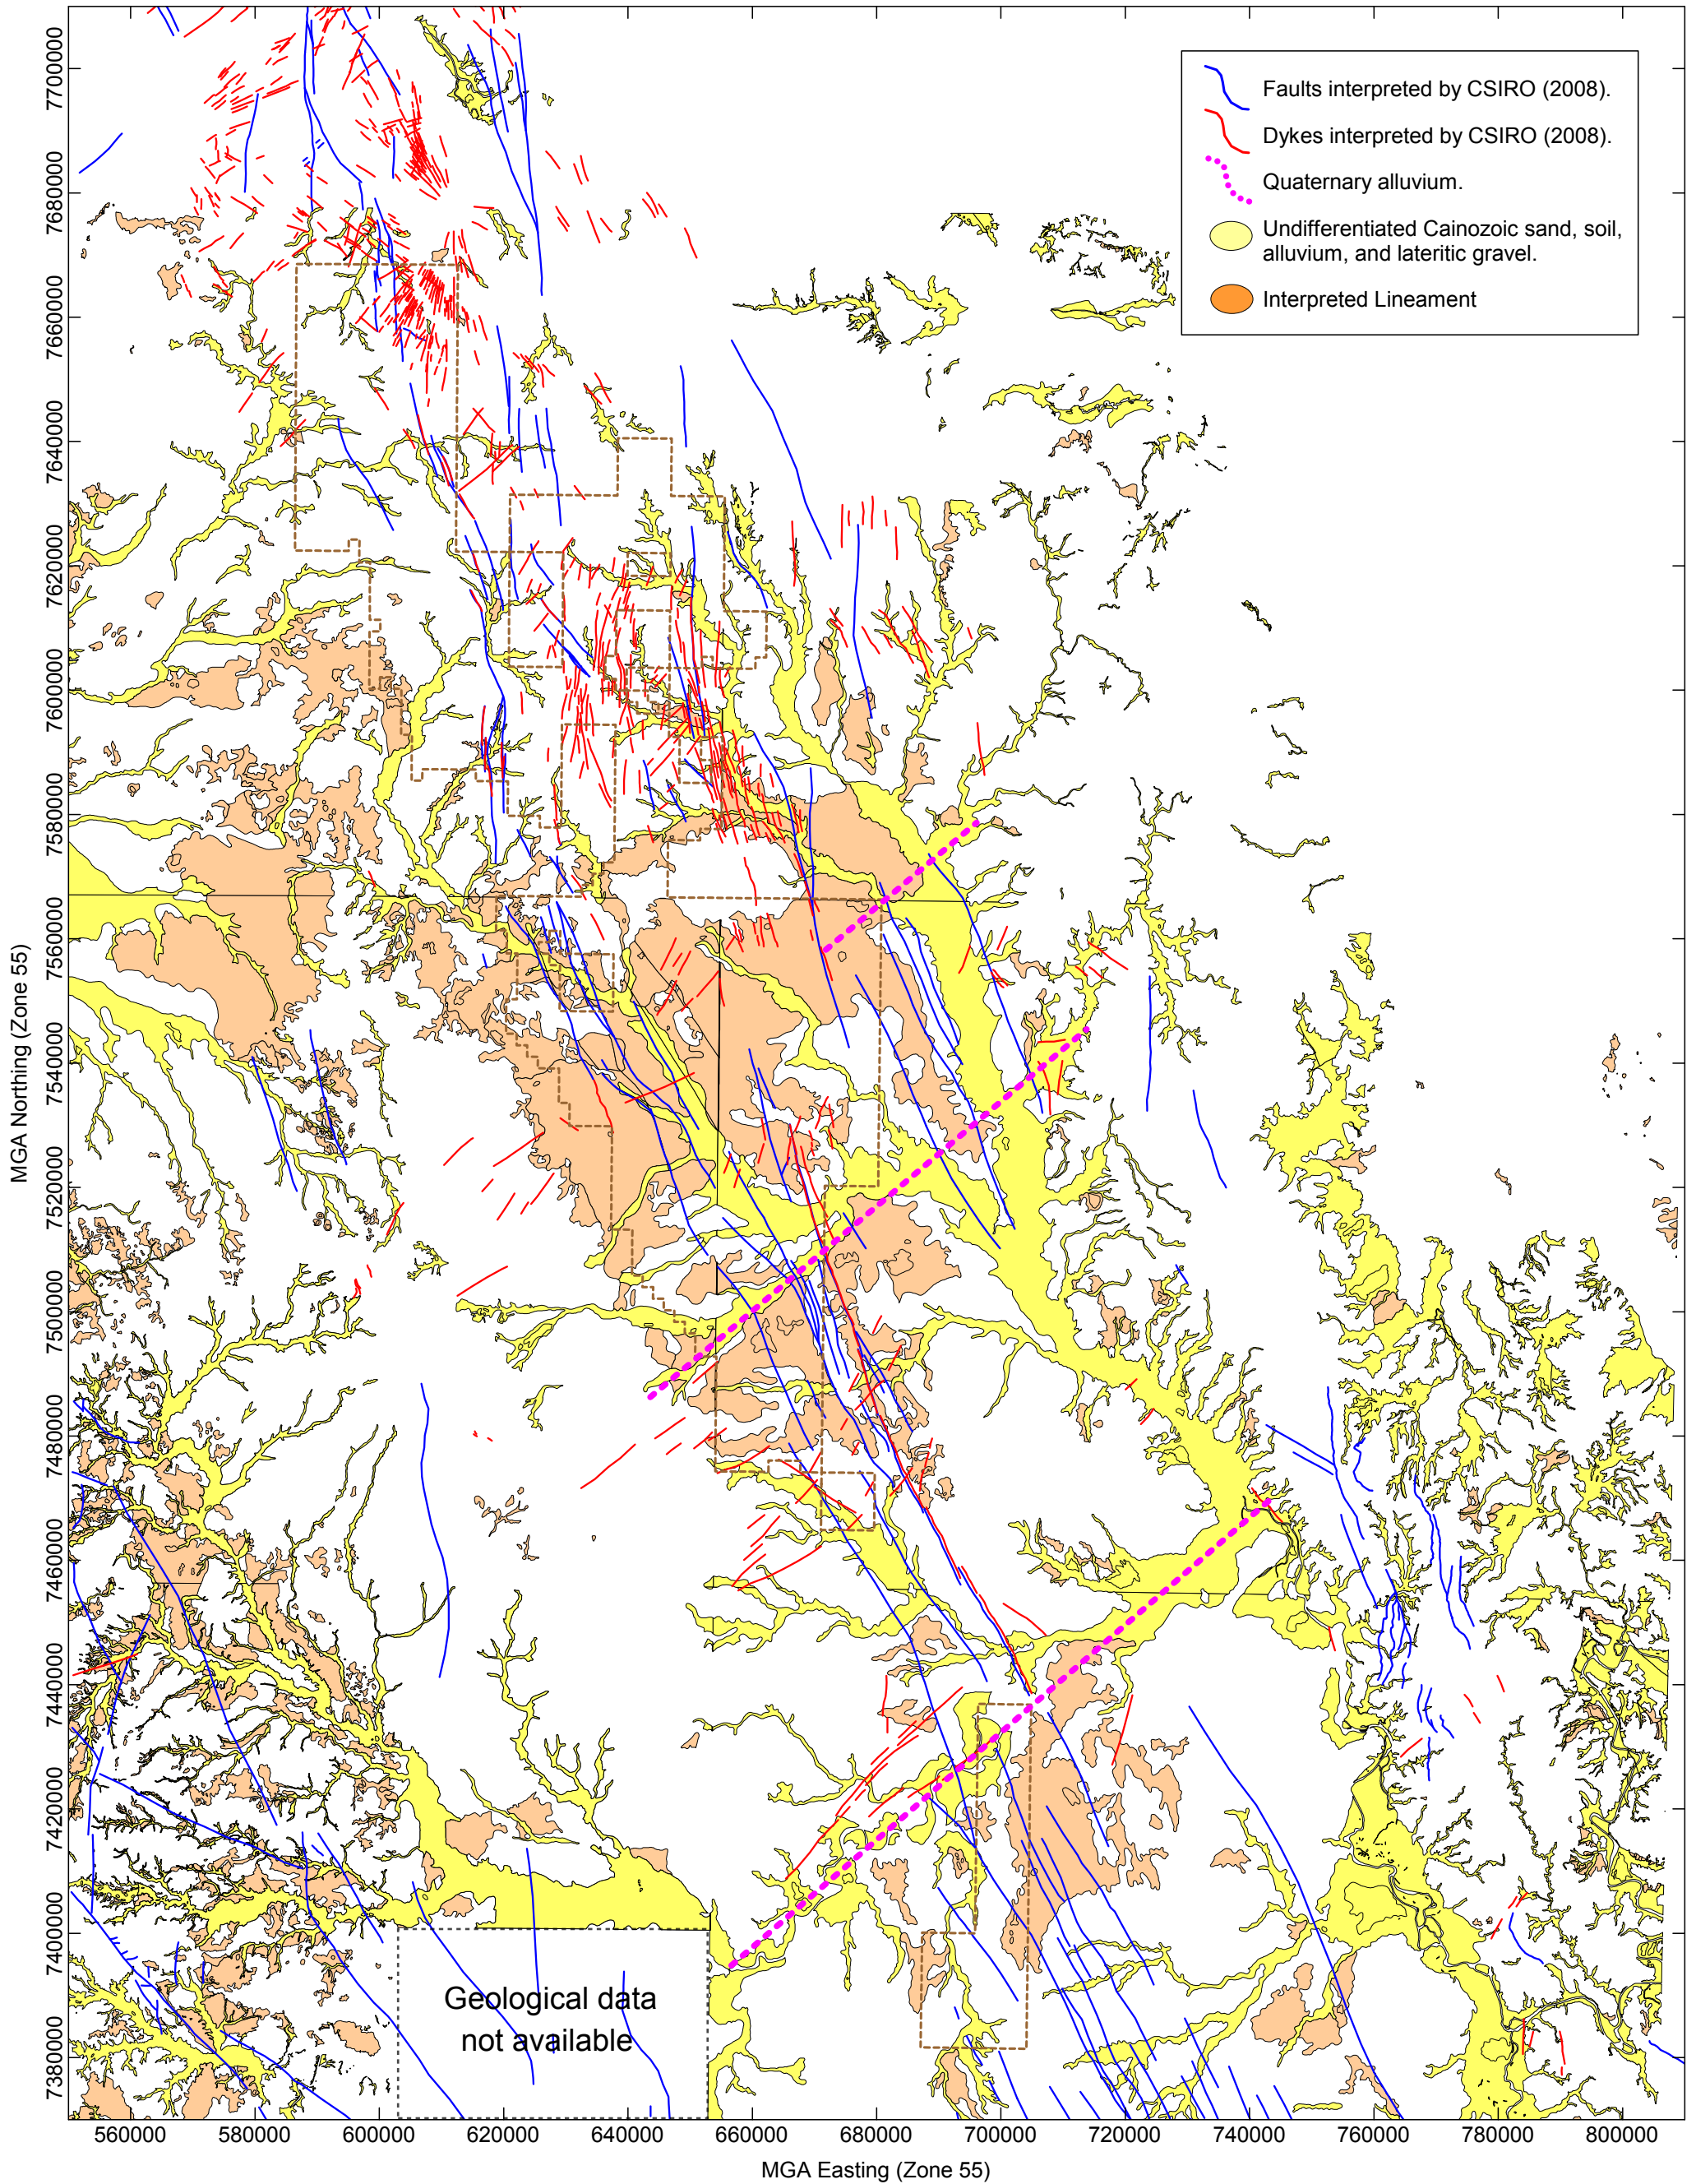 Faults interpreted by CSIRO (2008).
Dykes interpreted by CSIRO (2008).
Quaternary alluvium.
Undifferentiated Cainozoic sand, soil,
alluvium, and lateritic gravel.
Interpreted Lineament
7700000
7680000
7660000
7640000
7620000
7600000
7580000
7560000
7540000
7520000
7500000
7480000
7460000
7440000
7420000
7400000
7380000
MGA Northing (Zone 55)
Geological data
not available
560000 580000 600000 620000 640000 660000 680000 700000 720000 740000 760000 780000 800000
MGA Easting (Zone 55)